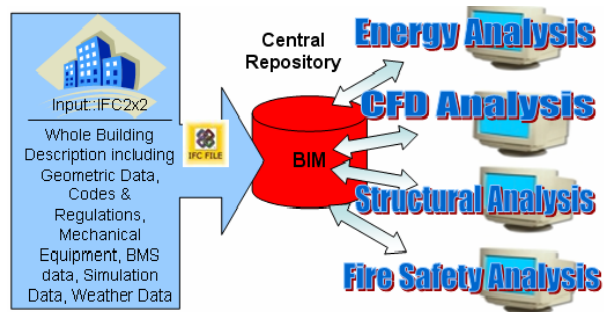 Input::IFC2x2
Whole Building
Description including
Geometric Data,
Codes &
Regulations,
Mechanical
Equipment, BMS
data, Simulation
Data, Weather Data
IFC FILE
Central
Repository
BIM
Energy Analysis
CFD Analysis
Structural Analysis
Fire Safety Analysis